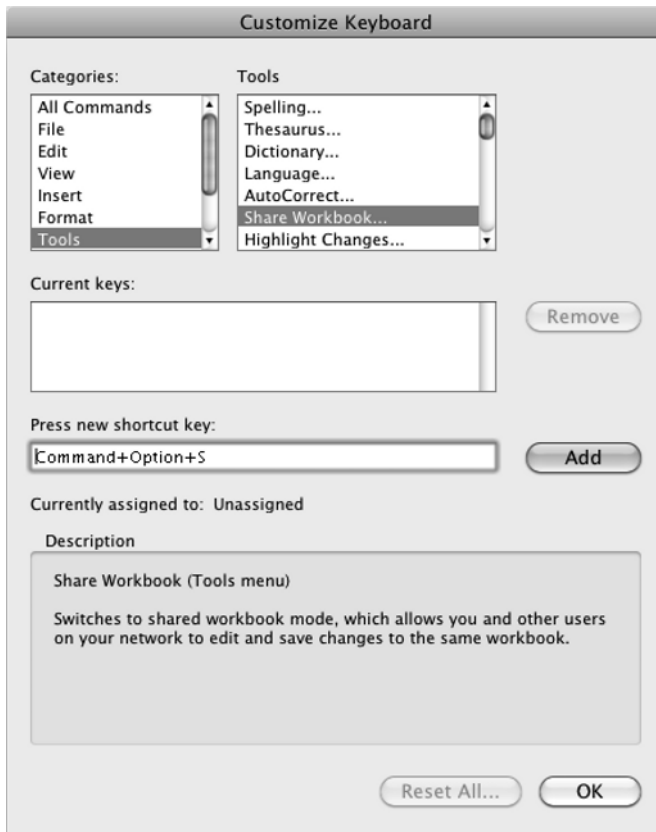 Customize Keyboard
Categories:
Tools
All Commands
File
Edit
View
Insert
Format
Tools
Spelling...
Thesaurus...
Dictionary...
Language...
AutoCorrect...
Share Workbook...
Highlight Changes...
Current keys:
Remove
Press new shortcut key:
Command+Option+S
Add
Currently assigned to: Unassigned
Description
Share Workbook (Tools menu)
Switches to shared workbook mode, which allows you and other users
on your network to edit and save changes to the same workbook.
Reset All...
OK